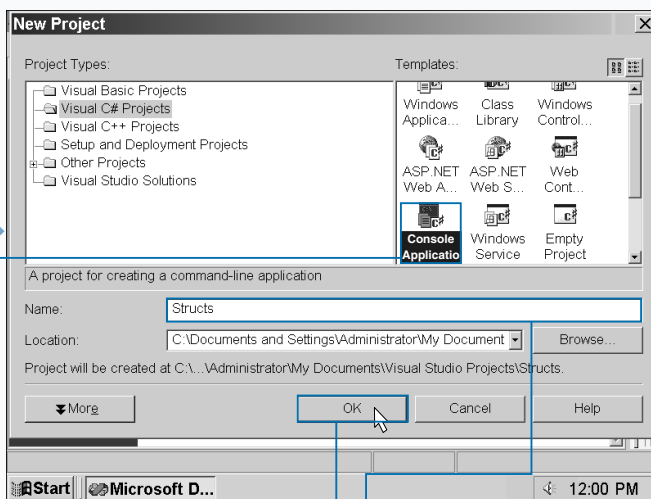 New Project
Project Types:
Templates:
Visual Basic Projects
Visual C# Projects
Visual C++ Projects
Setup and Deployment Projects
Other Projects
Visual Studio Solutions
Windows Applica...
Class Library
Windows Control...
ASP.NET Web A...
ASP.NET Web S...
Web Cont...
Console Applicatio
Windows Service
Empty Project
A project for creating a command-line application
Name:
Structs
Location:
C:\Documents and Settings\Administrator\My Document
Browse...
Project will be created at C:\...\Administrator\My Documents\Visual Studio Projects\Structs.
More
OK
Cancel
Help
Start
Microsoft D...
12:00 PM